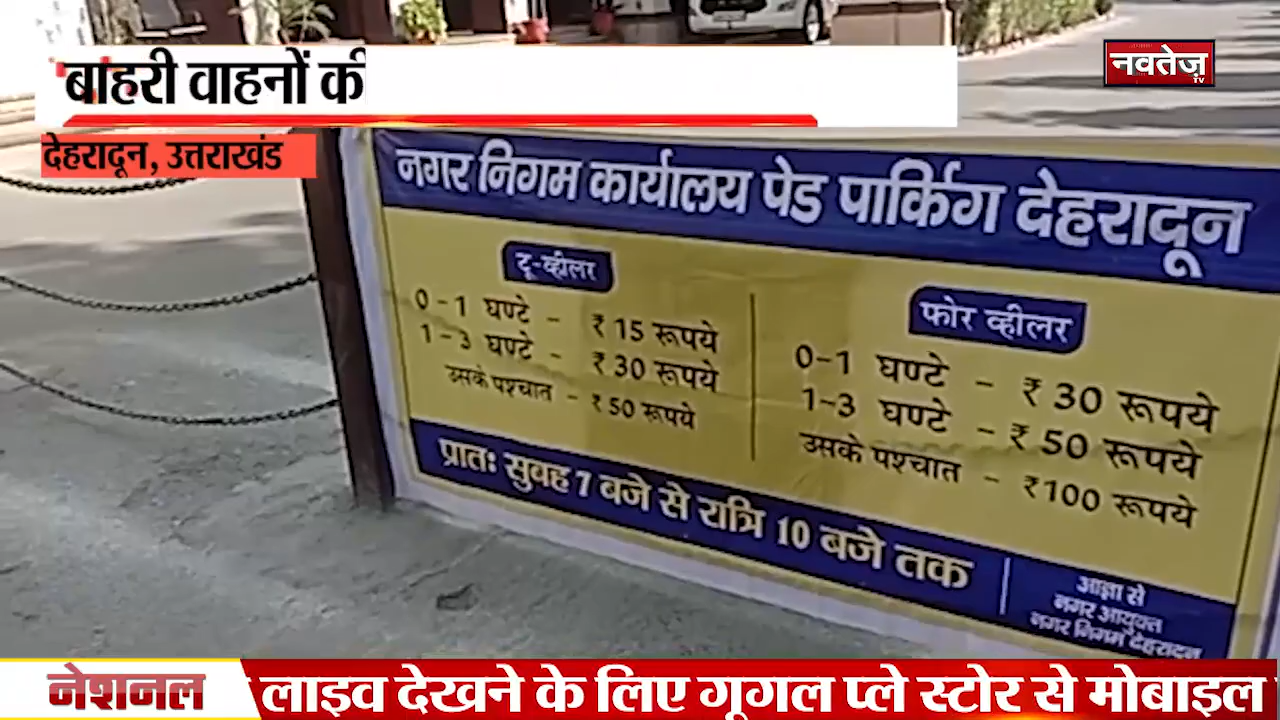 बाहरी वाहनों की
नवतेज़
TV
देहरादून, उत्तराखंड
नगर निगम कार्यालय पेड पार्किंग देहरादून
टू-व्हीलर
0-1 घण्टे - ₹ 15 रूपये
1-3 घण्टे - ₹ 30 रूपये
उसके पश्चात - ₹ 50 रूपये
फोर व्हीलर
0-1 घण्टे - ₹ 30 रूपये
1-3 घण्टे - ₹ 50 रूपये
उसके पश्चात - ₹100 रूपये
प्रातः सुवह 7 बजे से रात्रि 10 बजे तक
आज्ञा से
नगर आयुक्त
नगर निगम देहरादून
नेशनल
लाइव देखने के लिए गूगल प्ले स्टोर से मोबाइल